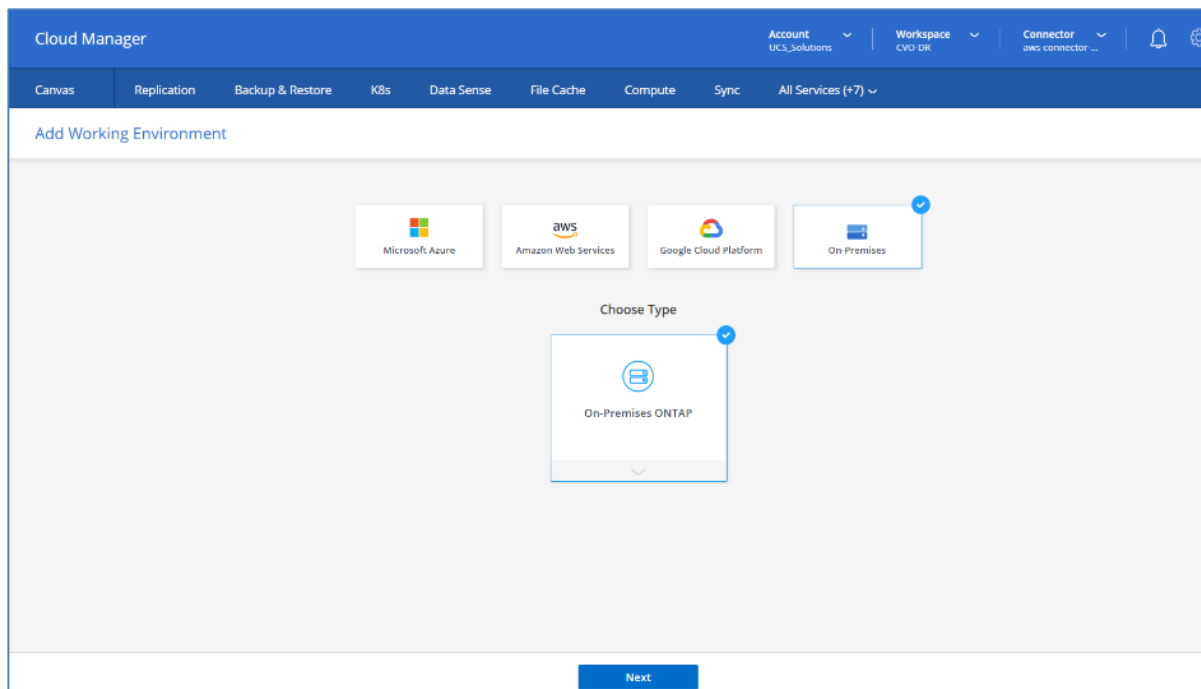 Cloud Manager
Account
UCS_Solutions
Workspace
CVO-DR
Connector
aws-connector-...
Canvas
Replication
Backup & Restore
K8s
Data Sense
File Cache
Compute
Sync
All Services (+7)
Add Working Environment
Microsoft Azure
aws
Amazon Web Services
Google Cloud Platform
On-Premises
Choose Type
On-Premises ONTAP
Next